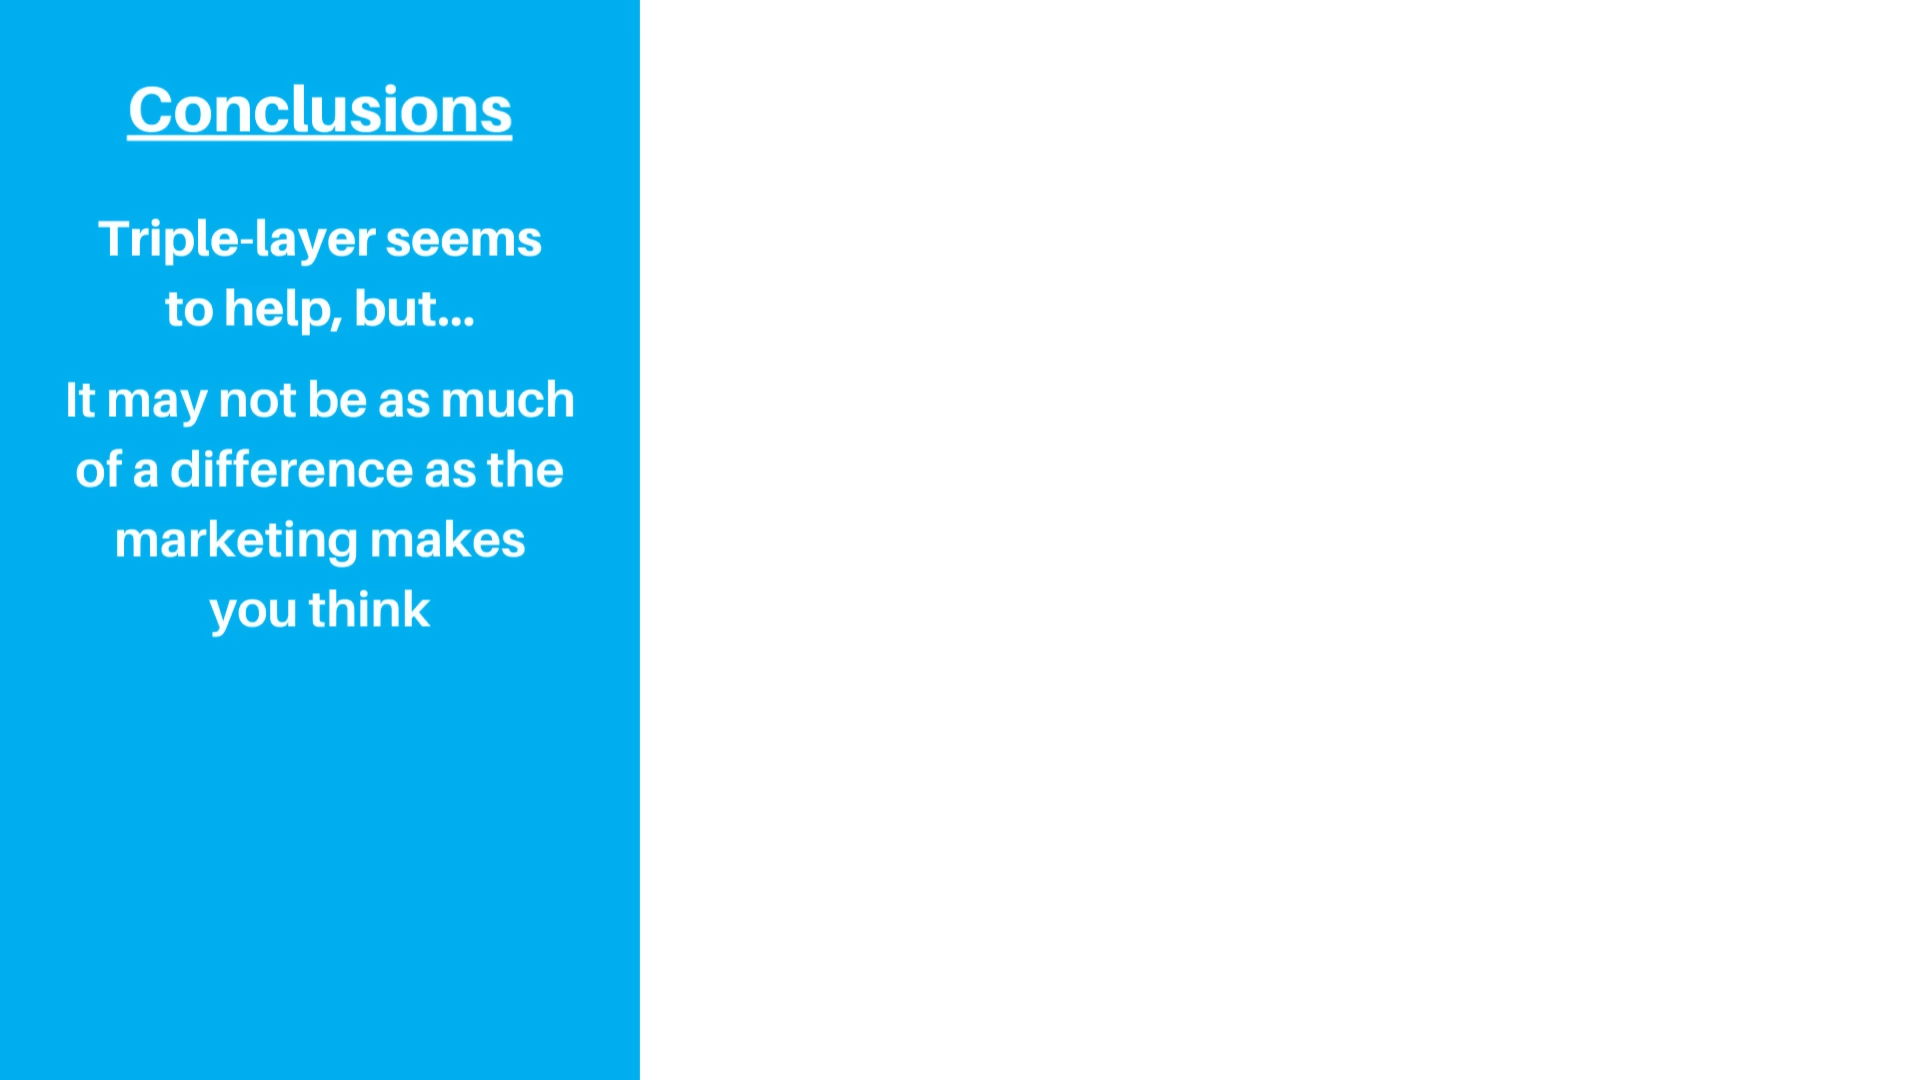 Conclusions
Triple-layer seems
to help, but...
It may not be as much
of a difference as the
marketing makes
you think